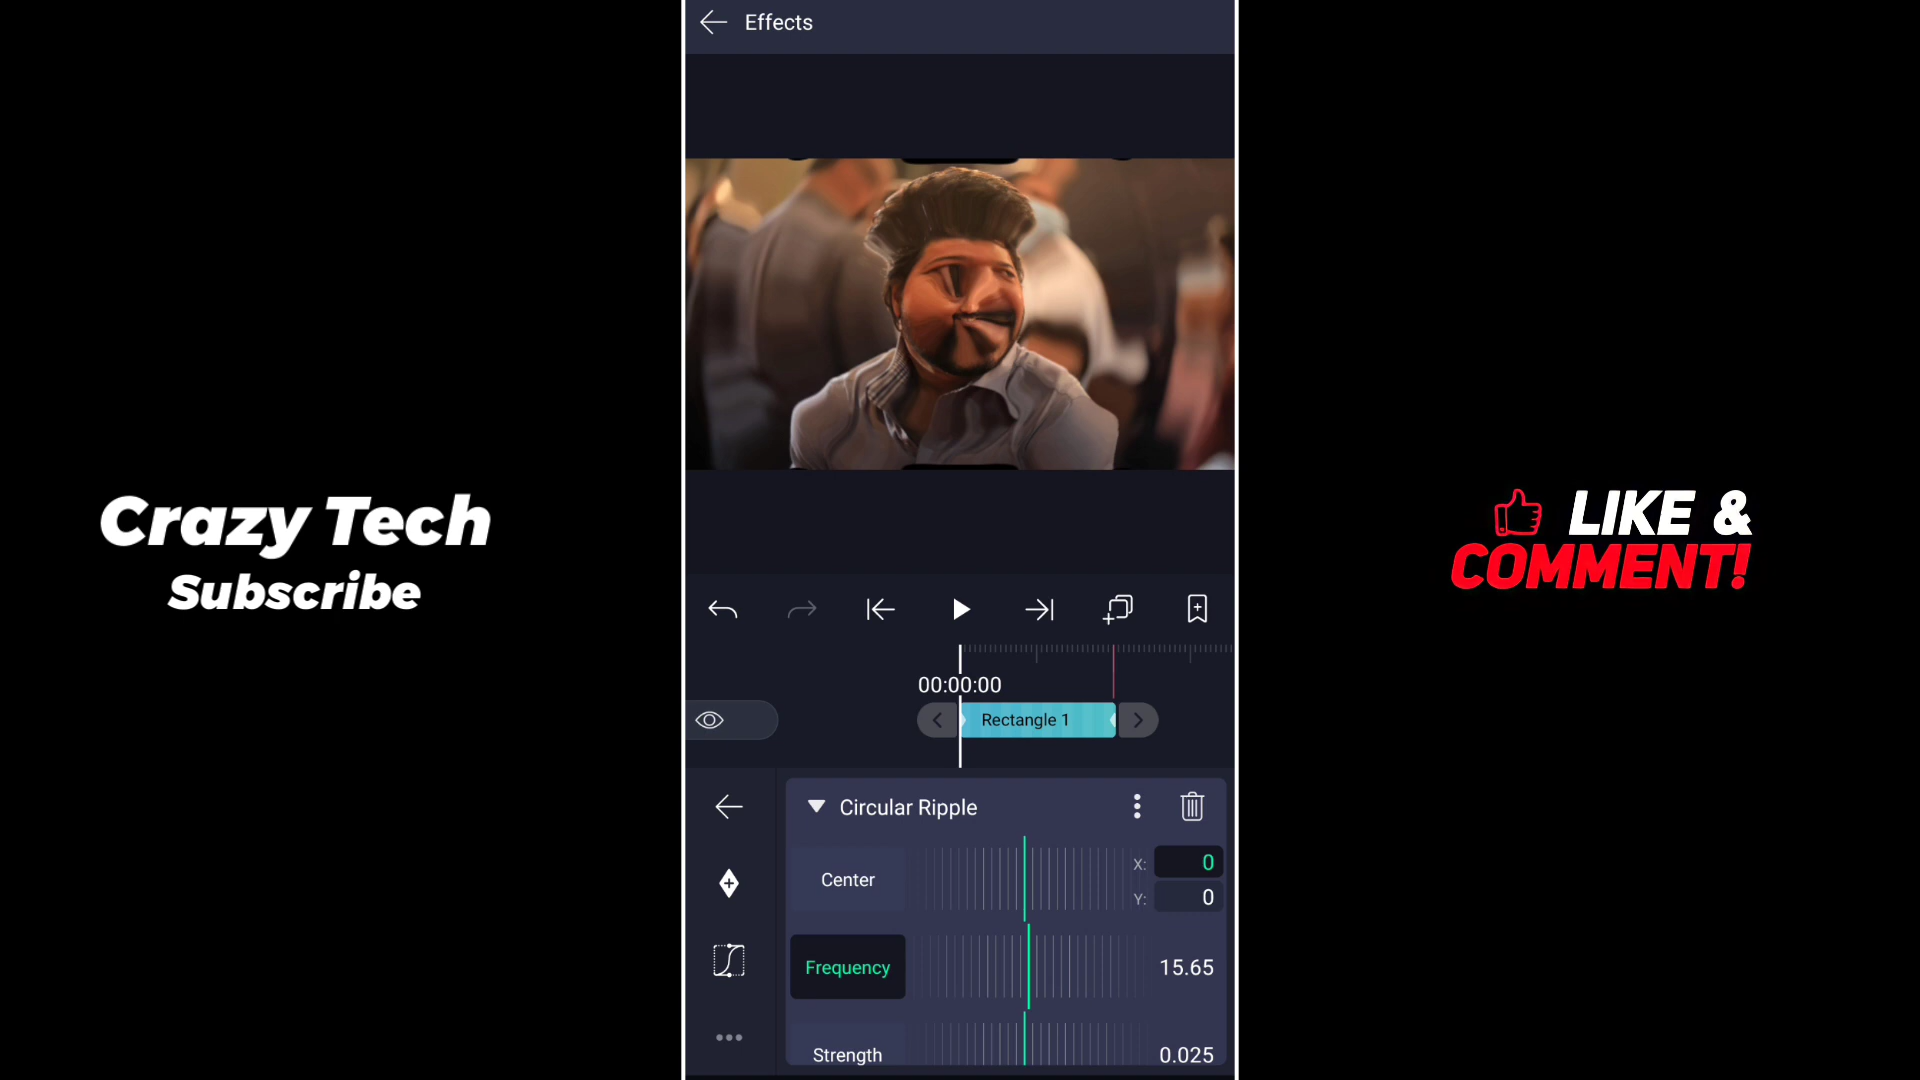 Effects
Crazy Tech
Subscribe
LIKE &
COMMENT!
00:00:00
Rectangle 1
Circular Ripple
Center
X: 0
Y: 0
Frequency
15.65
Strength
0.025